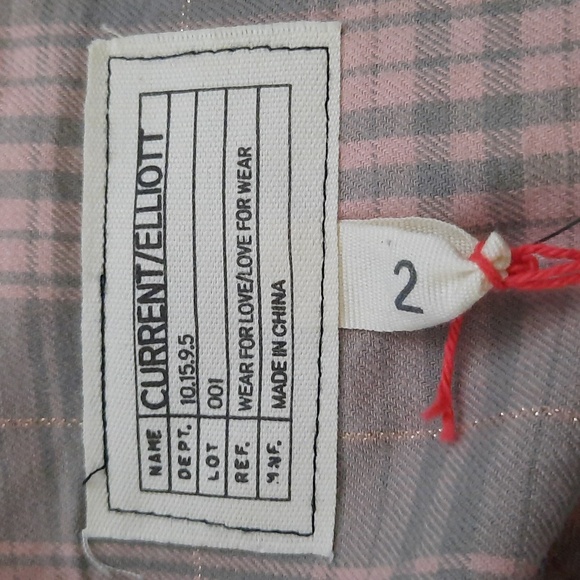 NAME CURRENT/ELLIOTT
DEPT. 10.15.9.5
LOT 001
REF. WEAR FOR LOVE/LOVE FOR WEAR
MNF. MADE IN CHINA
2